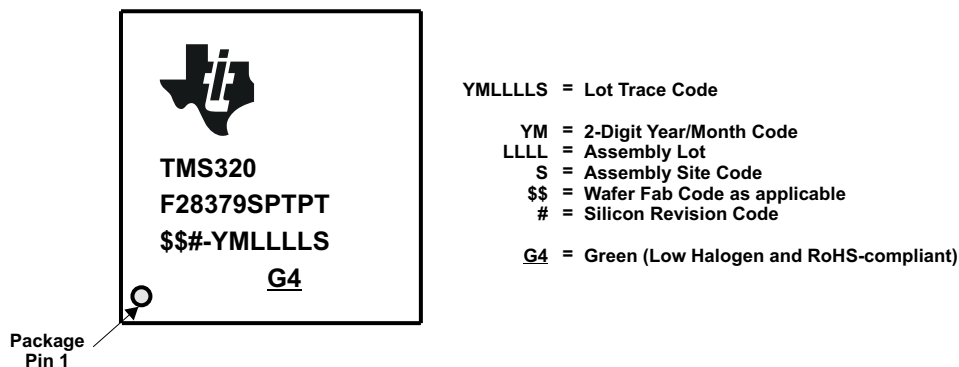 TMS320
F28379SPTPT
$$#-YMLLLLS
G4
Package
Pin 1
YMLLLLS = Lot Trace Code
YM = 2-Digit Year/Month Code
LLLL = Assembly Lot
S = Assembly Site Code
$$ = Wafer Fab Code as applicable
# = Silicon Revision Code
G4 = Green (Low Halogen and RoHS-compliant)